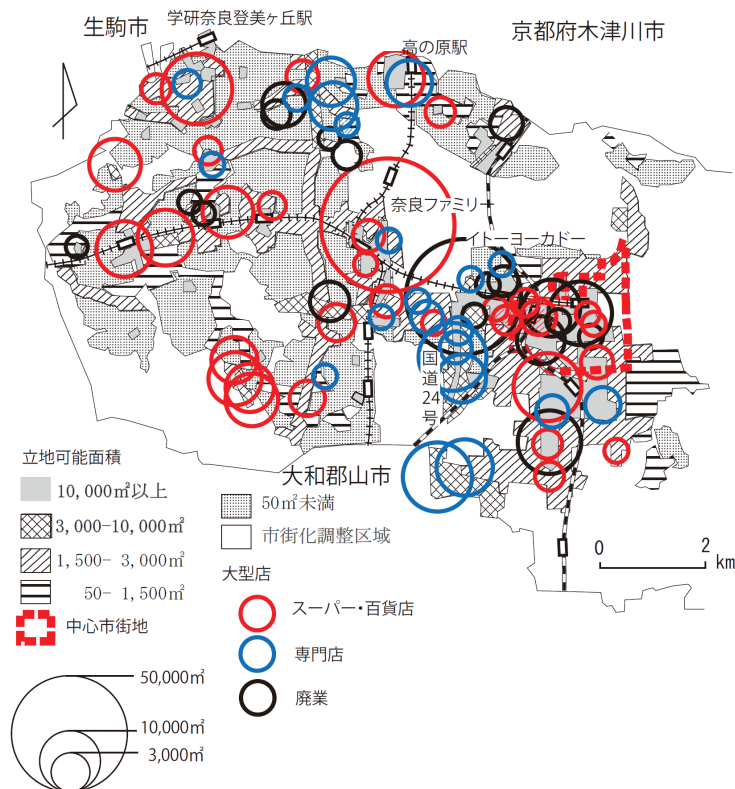 学研奈良登美ヶ丘駅
生駒市
高の原駅
京都府木津川市
奈良ファミリー
イトーヨーカドー
国道24号
大和郡山市
立地可能面積
10,000㎡以上
3,000-10,000㎡
1,500- 3,000㎡
50- 1,500㎡
中心市街地
50㎡未満
市街化調整区域
大型店
スーパー・百貨店
専門店
廃業
0 2 km
50,000㎡
10,000㎡
3,000㎡